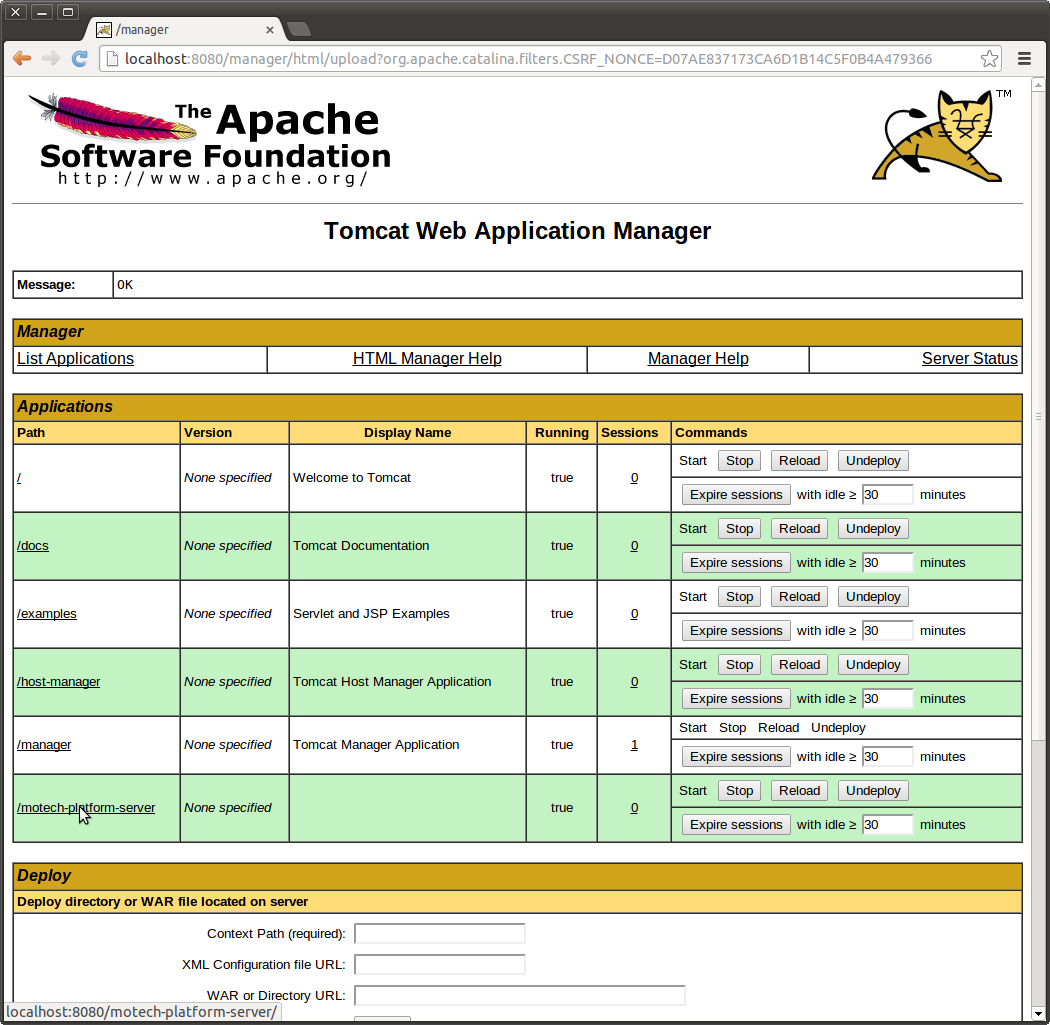 /manager
localhost:8080/manager/html/upload?org.apache.catalina.filters.CSRF_NONCE=D07AE837173CA6D1B14C5F0B4A479366
The Apache
Software Foundation
http://www.apache.org/
TM
Tomcat Web Application Manager
Message: OK
Manager
List Applications HTML Manager Help Manager Help Server Status
Applications
Path Version Display Name Running Sessions Commands
/ None specified Welcome to Tomcat true 0 Start Stop Reload Undeploy
Expire sessions with idle ≥ 30 minutes
/docs None specified Tomcat Documentation true 0 Start Stop Reload Undeploy
Expire sessions with idle ≥ 30 minutes
/examples None specified Servlet and JSP Examples true 0 Start Stop Reload Undeploy
Expire sessions with idle ≥ 30 minutes
/host-manager None specified Tomcat Host Manager Application true 0 Start Stop Reload Undeploy
Expire sessions with idle ≥ 30 minutes
/manager None specified Tomcat Manager Application true 1 Start Stop Reload Undeploy
Expire sessions with idle ≥ 30 minutes
/motech-platform-server None specified true 0 Start Stop Reload Undeploy
Expire sessions with idle ≥ 30 minutes
Deploy
Deploy directory or WAR file located on server
Context Path (required):
XML Configuration file URL:
WAR or Directory URL:
localhost:8080/motech-platform-server/